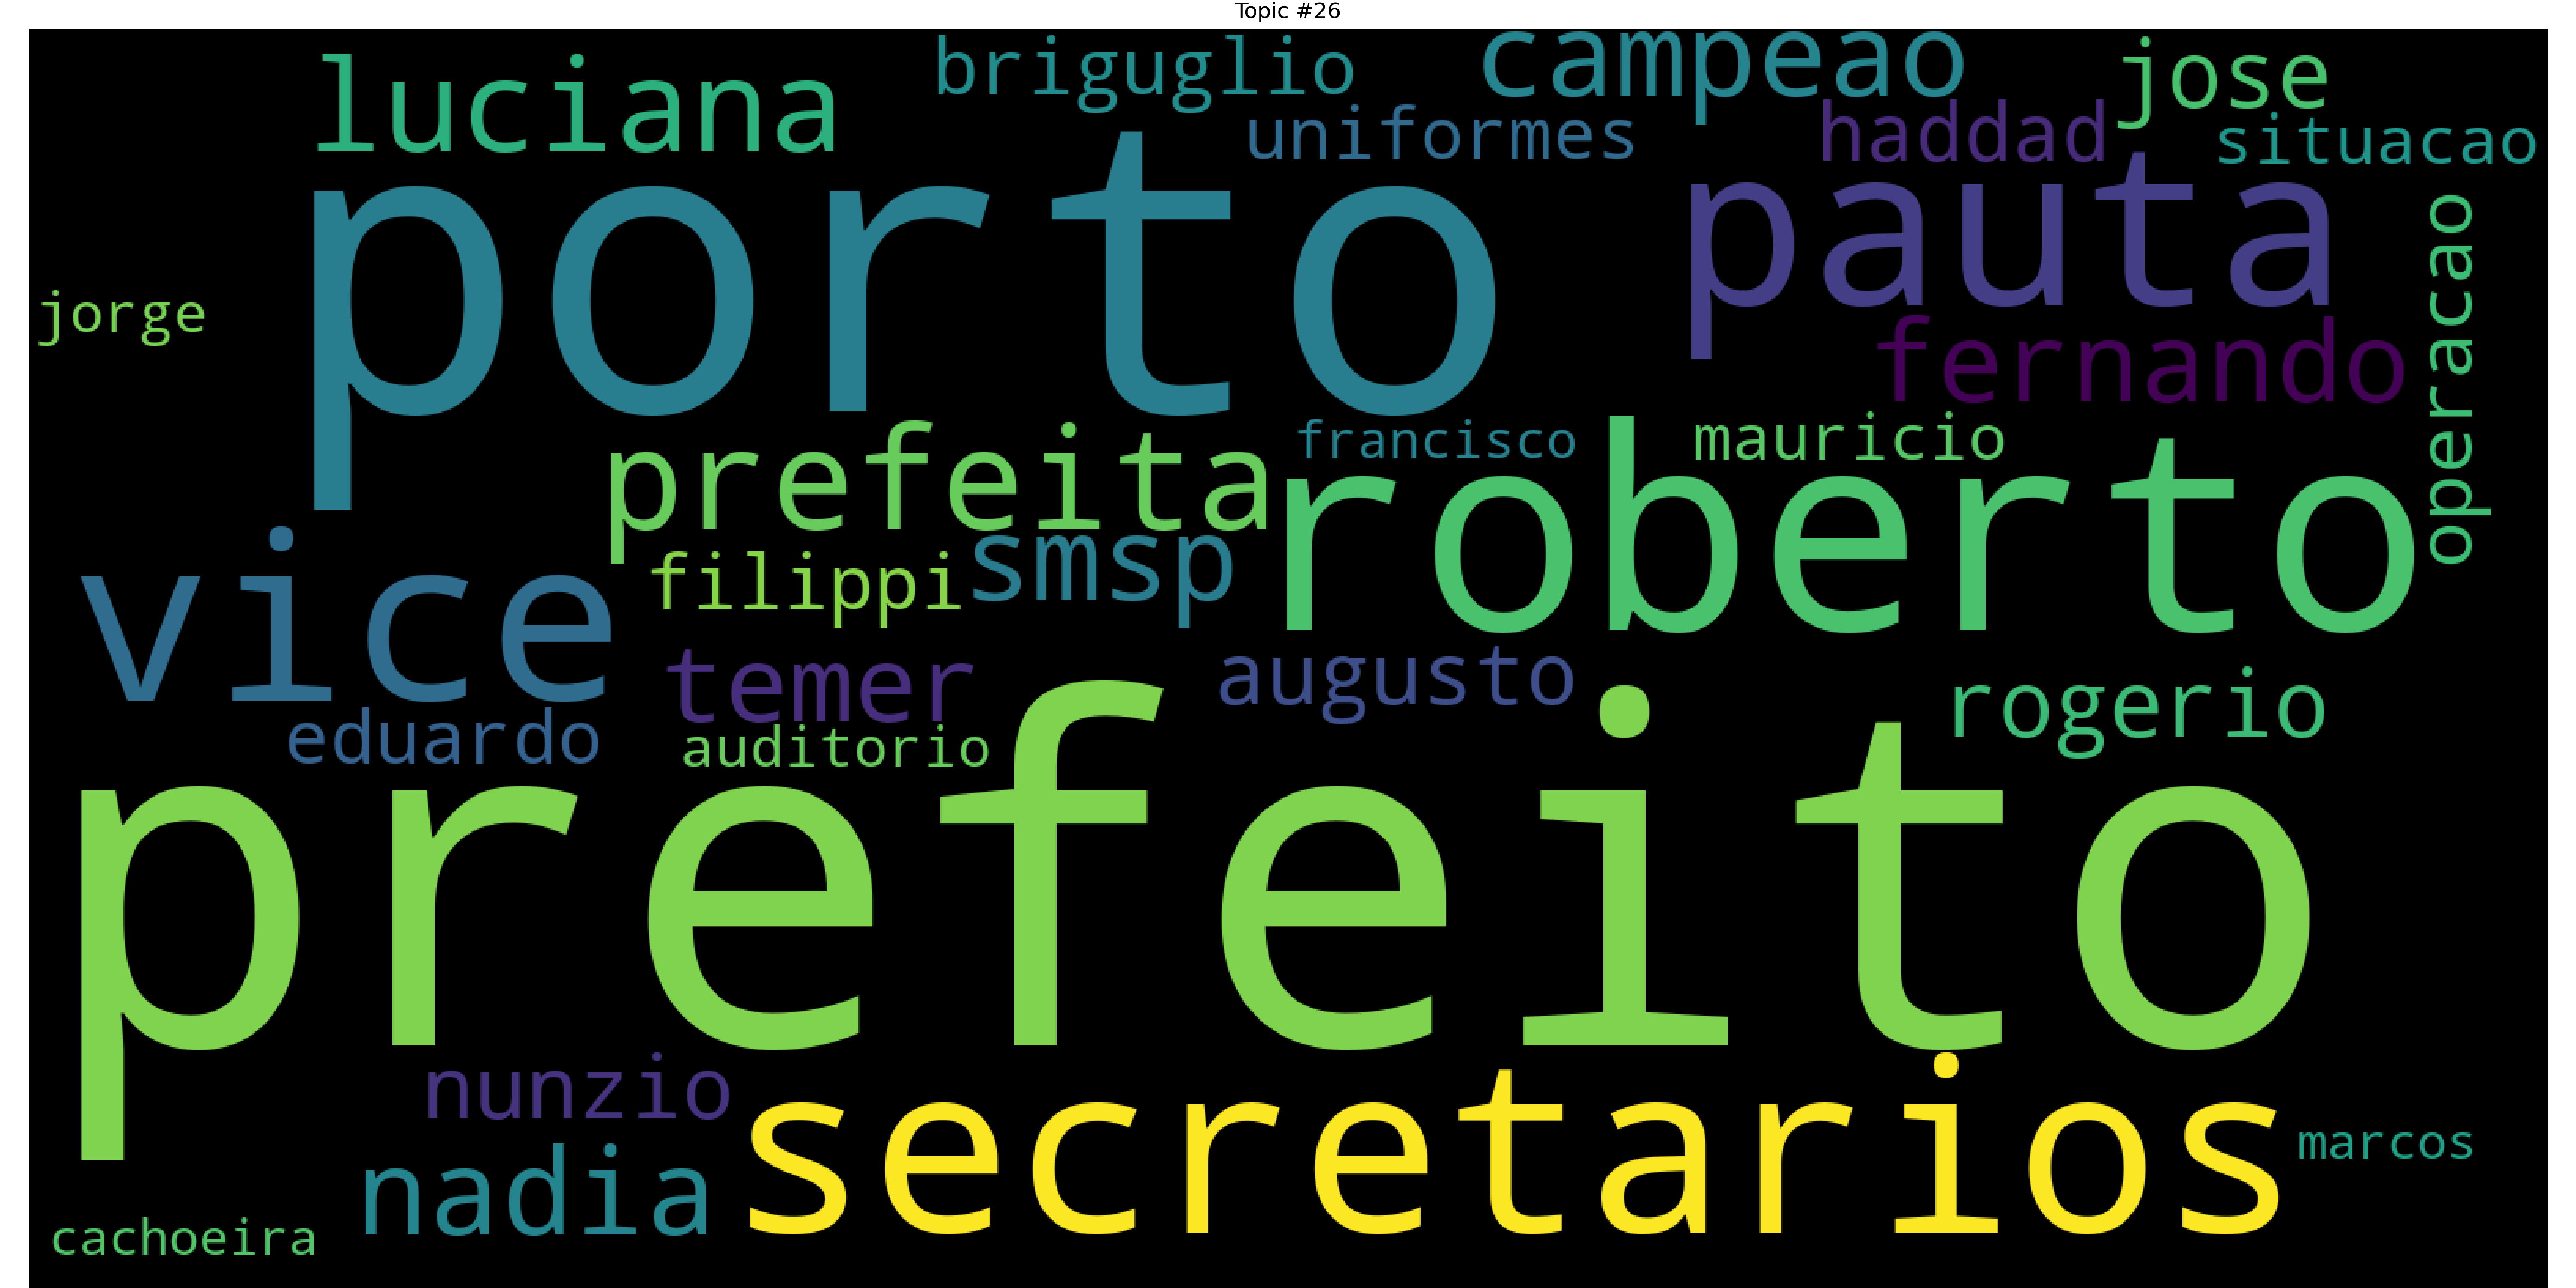 Topic #26
luciana
briguglio
campeao
jose
uniformes
haddad
situacao
porto
pauta
operacao
jorge
fernando
prefeita
francisco
mauricio
roberto
vice
filippi
smsp
temer
augusto
rogerio
eduardo
auditorio
prefeito
nunzio
secretarios
nadia
marcos
cachoeira